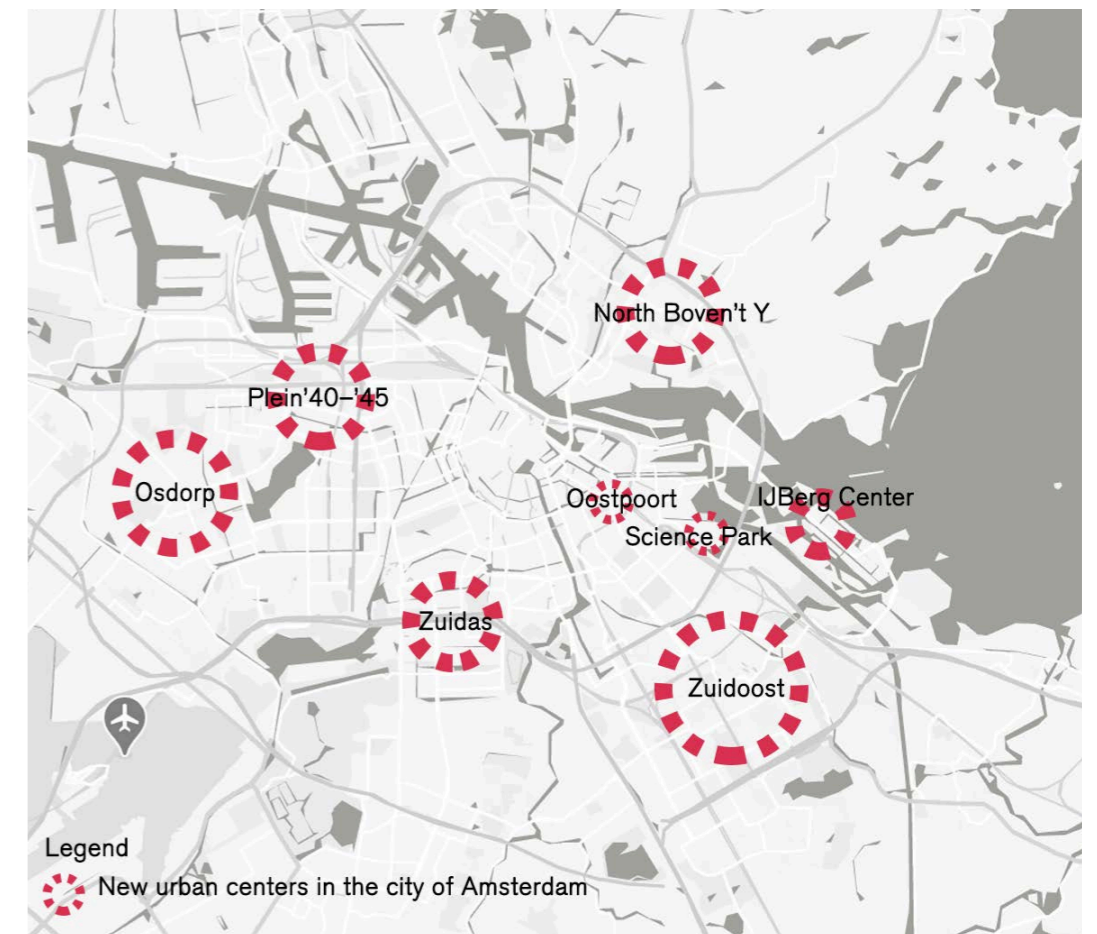 North Boven't Y
Plein'40–'45
Osdorp
Oostpoort
IJBerg Center
Science Park
Zuidas
Zuidoost
Legend
New urban centers in the city of Amsterdam